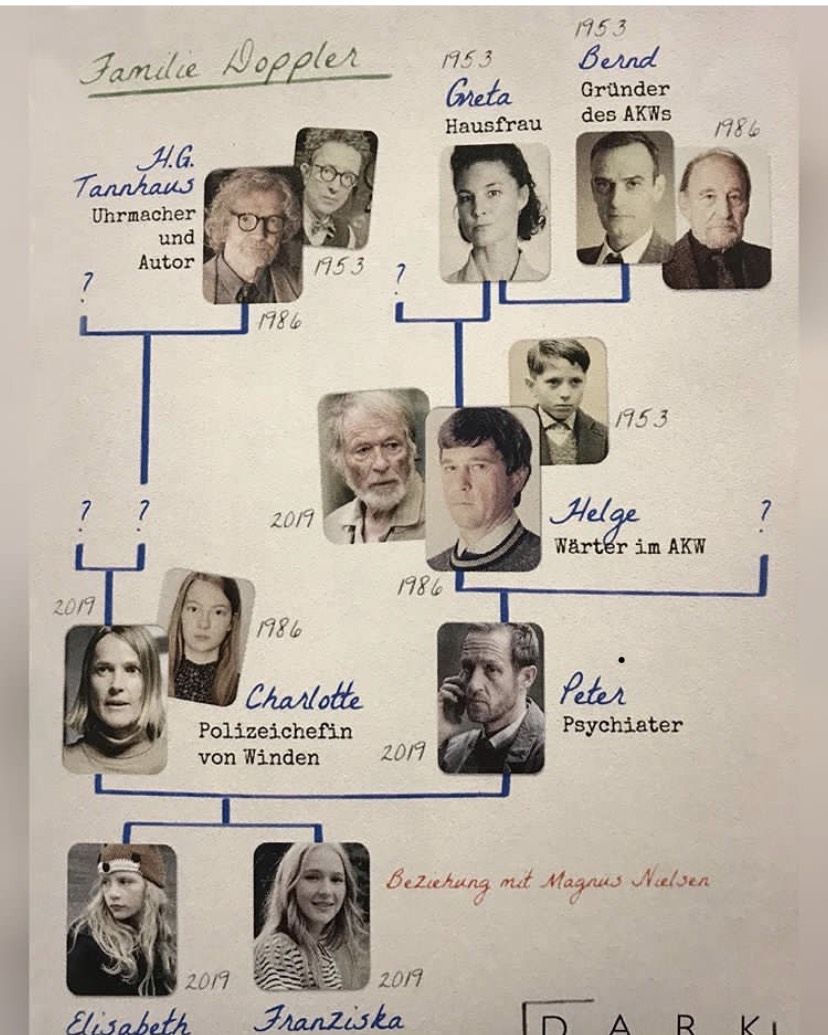 Familie Doppler
1953
Greta
Hausfrau
1953
Bernd
Gründer
des AKWs
1986
H.G.
Tannhaus
Uhrmacher
und
Autor
1953
1986
?
?
1953
2019
Helge
Wärter im AKW
1986
?
?
?
2019
1986
Charlotte
Polizeichefin
von Winden
Peter
Psychiater
2019
Beziehung mit Magnus Nielsen
2019
2019
Elisabeth
Franziska
DARK